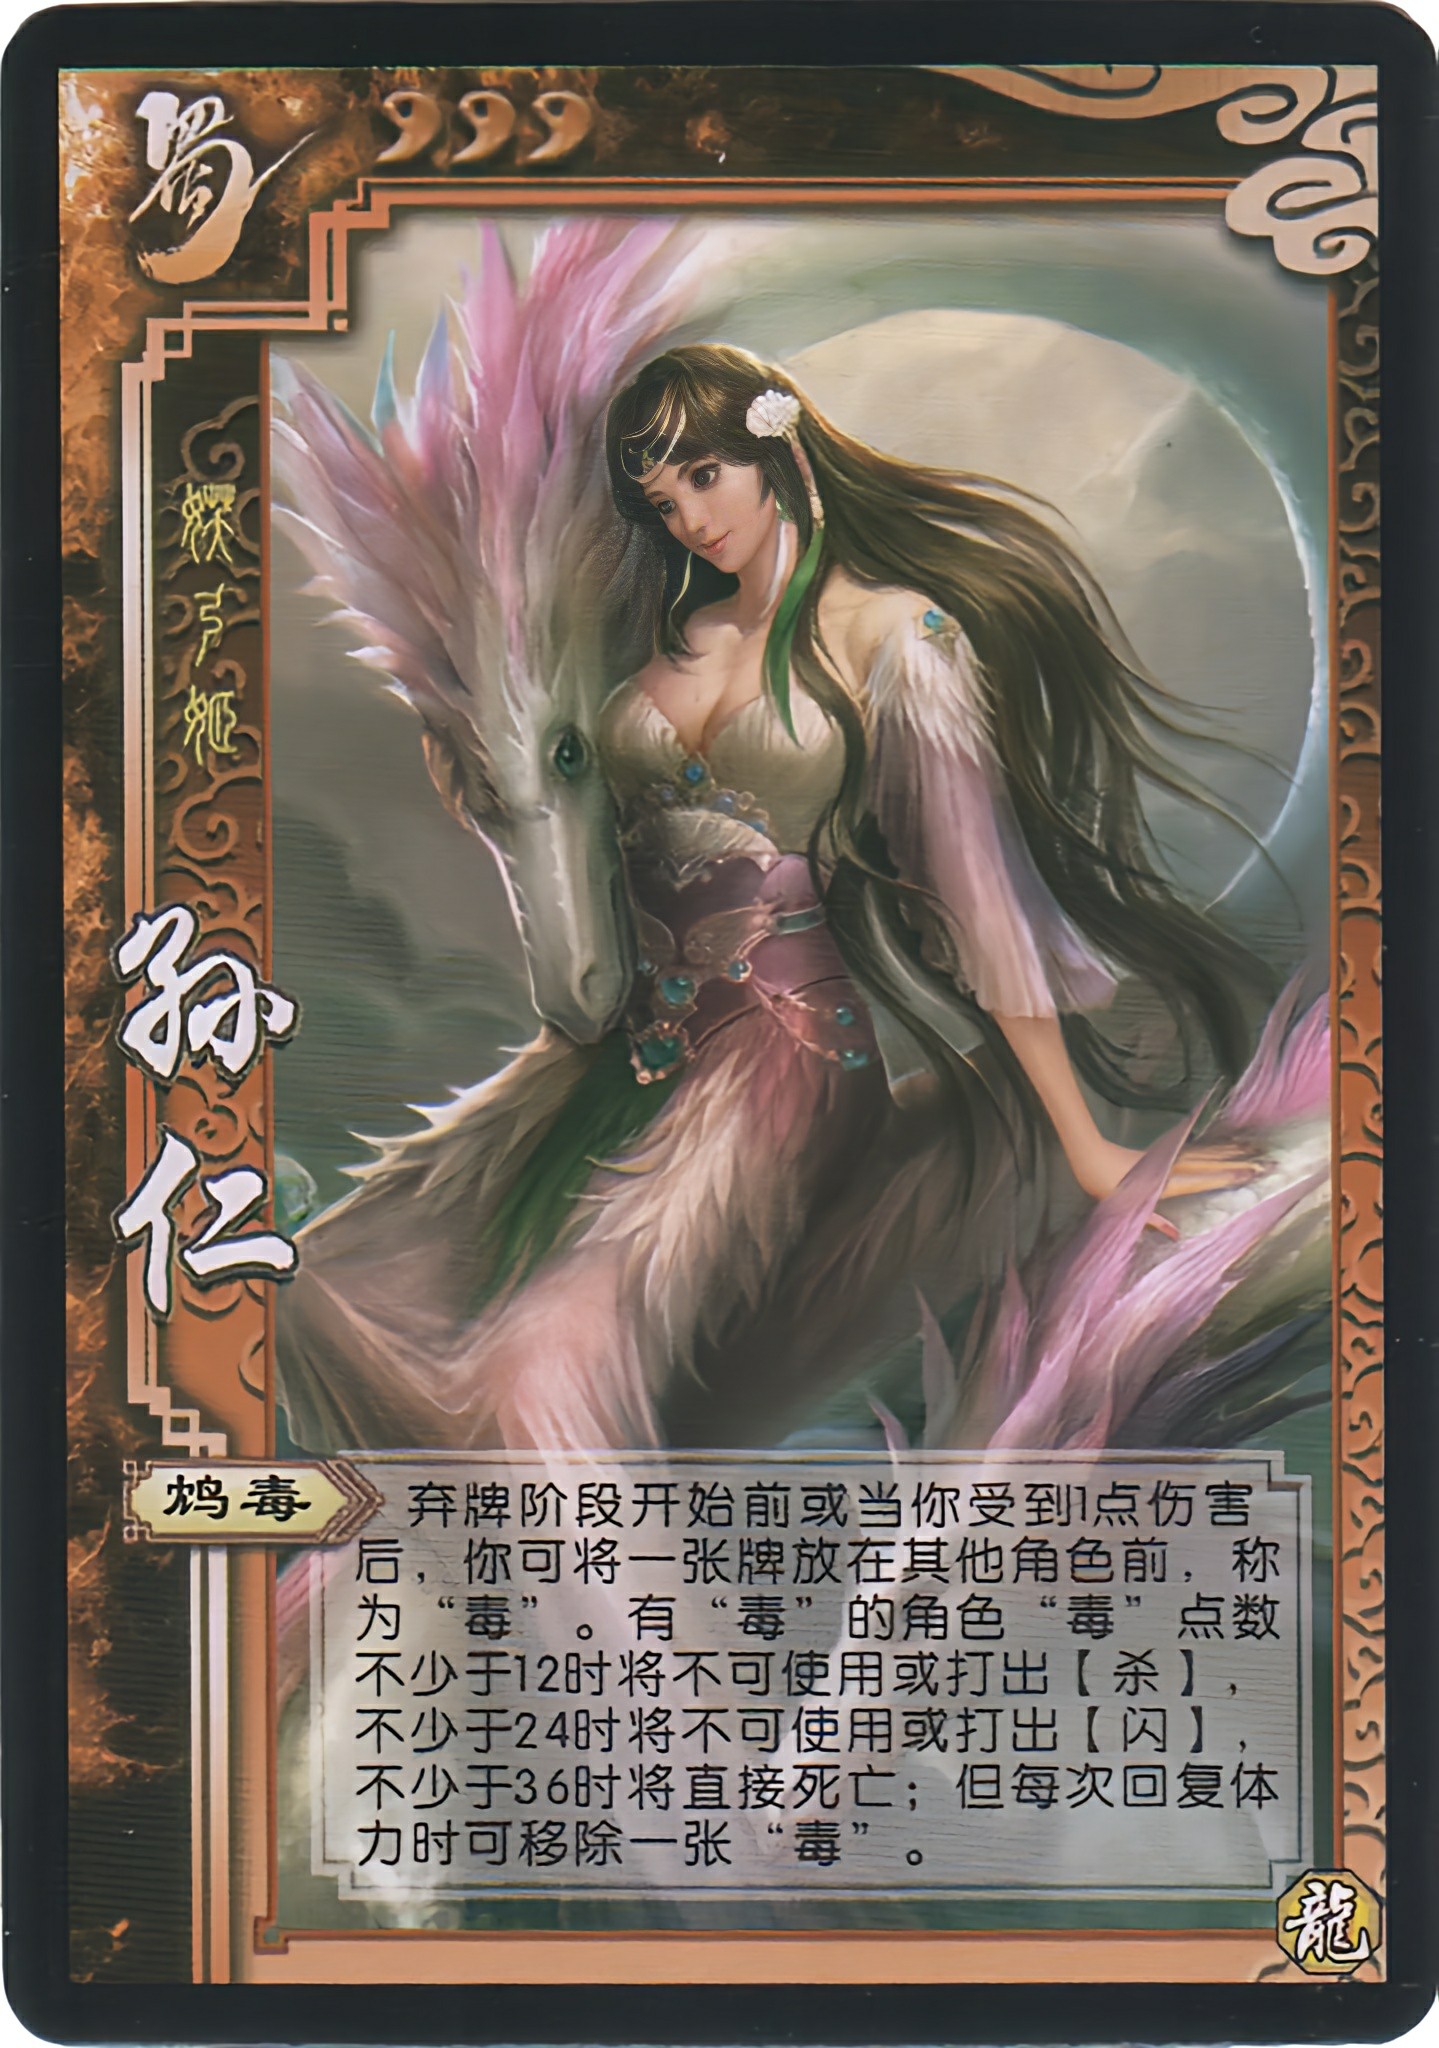 蜀
孙仁
鸩毒
弃牌阶段开始前或当你受到1点伤害
后，你可将一张牌放在其他角色前，称
为“毒”。有“毒”的角色“毒”点数
不少于12时将不可使用或打出【杀】，
不少于24时将不可使用或打出【闪】，
不少于36时将直接死亡；但每次回复体
力时可移除一张“毒”。
龍